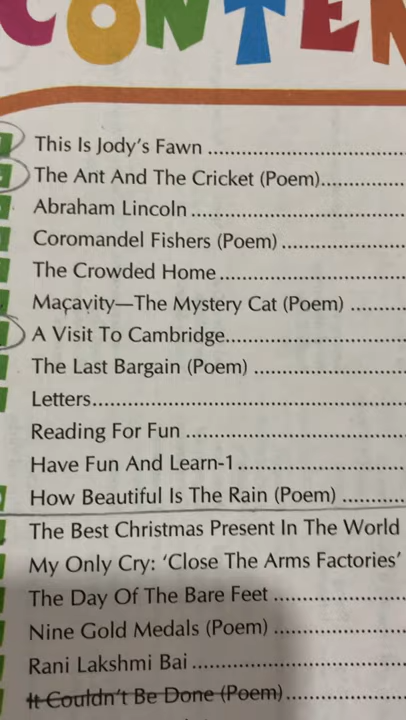 CONTEN
This Is Jody's Fawn ......................
The Ant And The Cricket (Poem)..............
Abraham Lincoln ........................
Coromandel Fishers (Poem) ................
The Crowded Home ......................
Maçavity—The Mystery Cat (Poem) ........
A Visit To Cambridge......................
The Last Bargain (Poem) ..................
Letters..................................
Reading For Fun ........................
Have Fun And Learn-1....................
How Beautiful Is The Rain (Poem) .........
The Best Christmas Present In The World
My Only Cry: ‘Close The Arms Factories’
The Day Of The Bare Feet ................
Nine Gold Medals (Poem) ................
Rani Lakshmi Bai ........................
It Couldn't Be Done (Poem)................